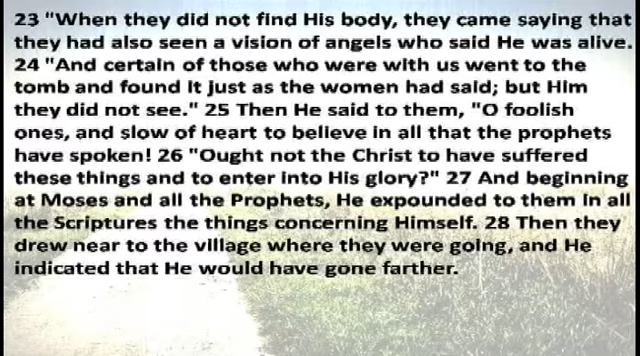 23 "When they did not find His body, they came saying that
they had also seen a vision of angels who said He was alive.
24 "And certain of those who were with us went to the
tomb and found it just as the women had said; but Him
they did not see." 25 Then He said to them, "O foolish
ones, and slow of heart to believe in all that the prophets
have spoken! 26 "Ought not the Christ to have suffered
these things and to enter into His glory?" 27 And beginning
at Moses and all the Prophets, He expounded to them in all
the Scriptures the things concerning Himself. 28 Then they
drew near to the village where they were going, and He
indicated that He would have gone farther.